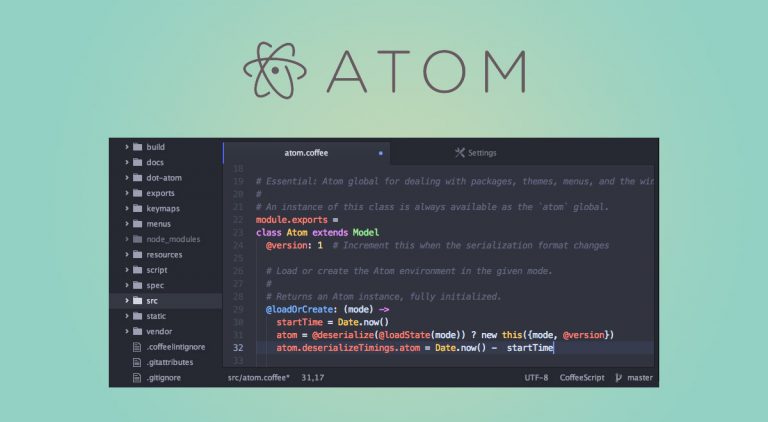 ATOM
build
docs
dot-atom
exports
keymaps
menus
node_modules
resources
script
spec
src
static
vendor
.coffeelintignore
.gitattributes
.gitignore
atom.coffee
Settings
18
19 # Essential: Atom global for dealing with packages, themes, menus, and the win
20 #
21 # An instance of this class is always available as the `atom` global.
22 module.exports =
23 class Atom extends Model
24 @version: 1 # Increment this when the serialization format changes
25
26 # Load or create the Atom environment in the given mode.
27 #
28 # Returns an Atom instance, fully initialized.
29 @loadOrCreate: (mode) ->
30 startTime = Date.now()
31 atom = @deserialize(@loadState(mode)) ? new this({mode, @version})
32 atom.deserializeTimings.atom = Date.now() - startTime
33
src/atom.coffee* 31,17 UTF-8 CoffeeScript master